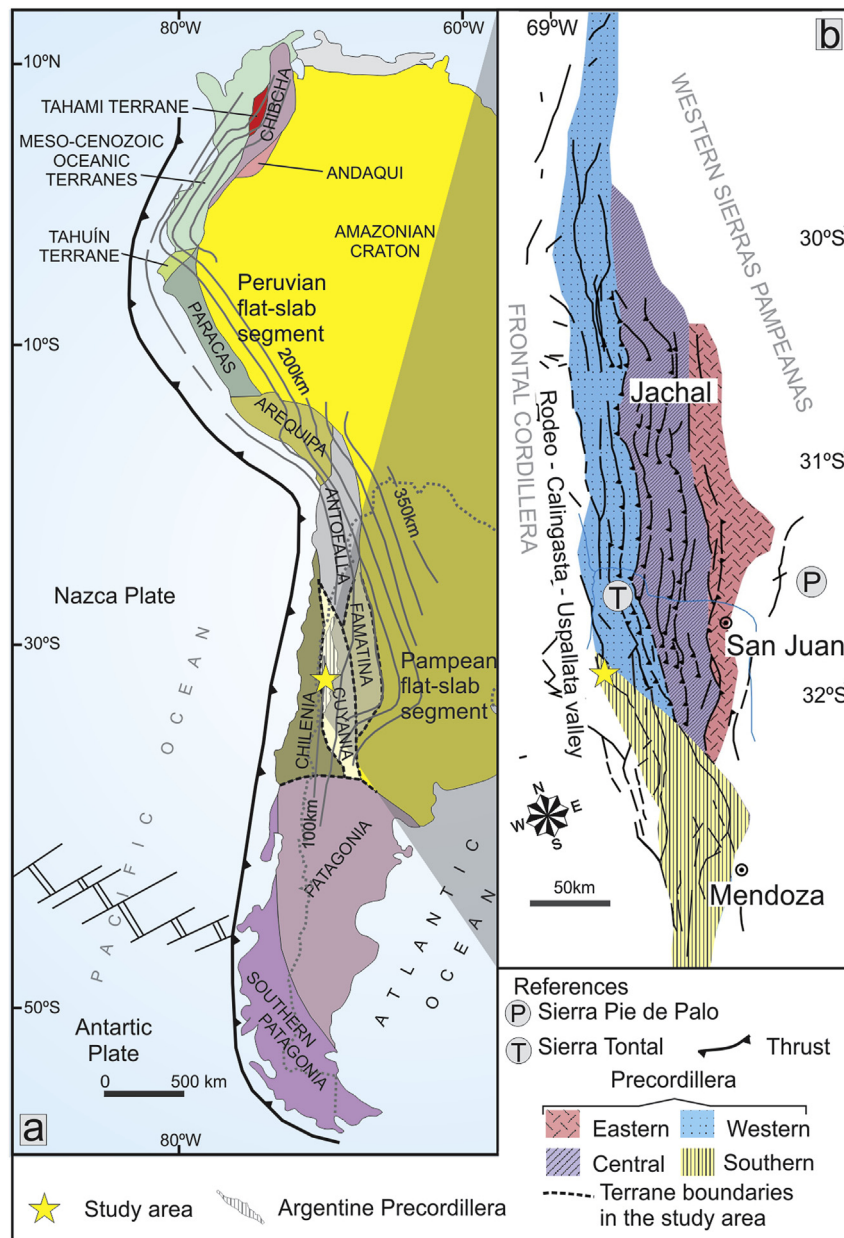 80ºW
60ºW
10ºN
TAHAMI TERRANE
CHIBCHA
MESO-CENOZOIC
OCEANIC
TERRANES
ANDAQUI
TAHUÍN
TERRANE
AMAZONIAN
CRATON
Peruvian
flat-slab
segment
PARACAS
10ºS
200km
AREQUIPA
350km
ANTOFALLA
Nazca Plate
FAMATINA
30ºS
Pampean
flat-slab
segment
CHILENIA
CUYANIA
100km
PACIFIC OCEAN
PATAGONIA
ATLANTIC
OCEAN
50ºS
SOUTHERN
PATAGONIA
Antartic
Plate
0 500 km
a
80ºW
Study area
Argentine Precordillera
69ºW
b
WESTERN SIERRAS PAMPEANAS
30ºS
FRONTAL CORDILLERA
Jachal
Rodeo - Calingasta - Uspallata valley
31ºS
T
P
San Juan
32ºS
N
E
W
S
50km
Mendoza
References
P Sierra Pie de Palo
T Sierra Tontal
Thrust
Precordillera
Eastern
Western
Central
Southern
Terrane boundaries
in the study area